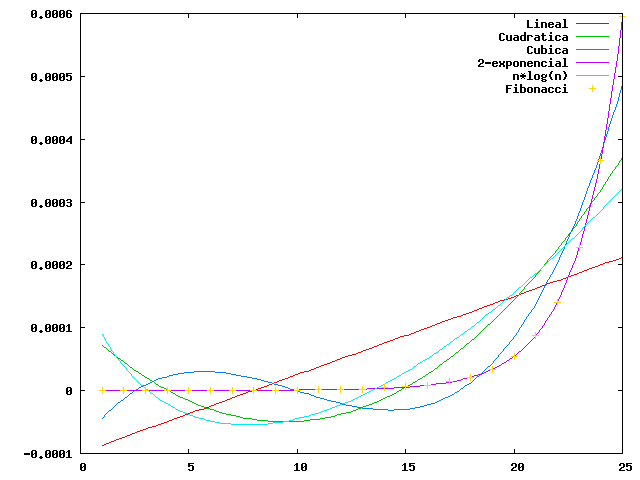 0.0006
0.0005
0.0004
0.0003
0.0002
0.0001
0
-0.0001
0 5 10 15 20 25
Lineal
Cuadratica
Cubica
2-exponencial
n*log(n)
Fibonacci